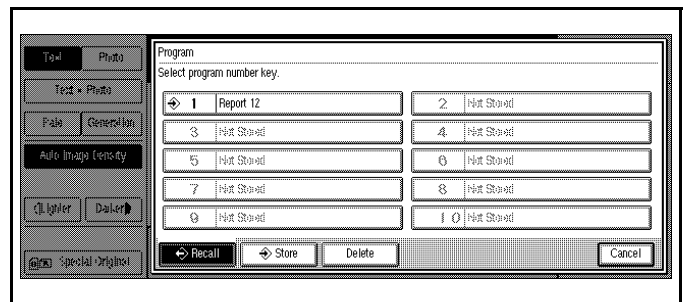 Text Photo
Text • Photo
Pale Generation
Auto Image Density
Lighter Darker
Special Original
Program
Select program number key.
1 Report 12
2 Not Stored
3 Not Stored
4 Not Stored
5 Not Stored
6 Not Stored
7 Not Stored
8 Not Stored
9 Not Stored
10 Not Stored
Recall Store Delete Cancel